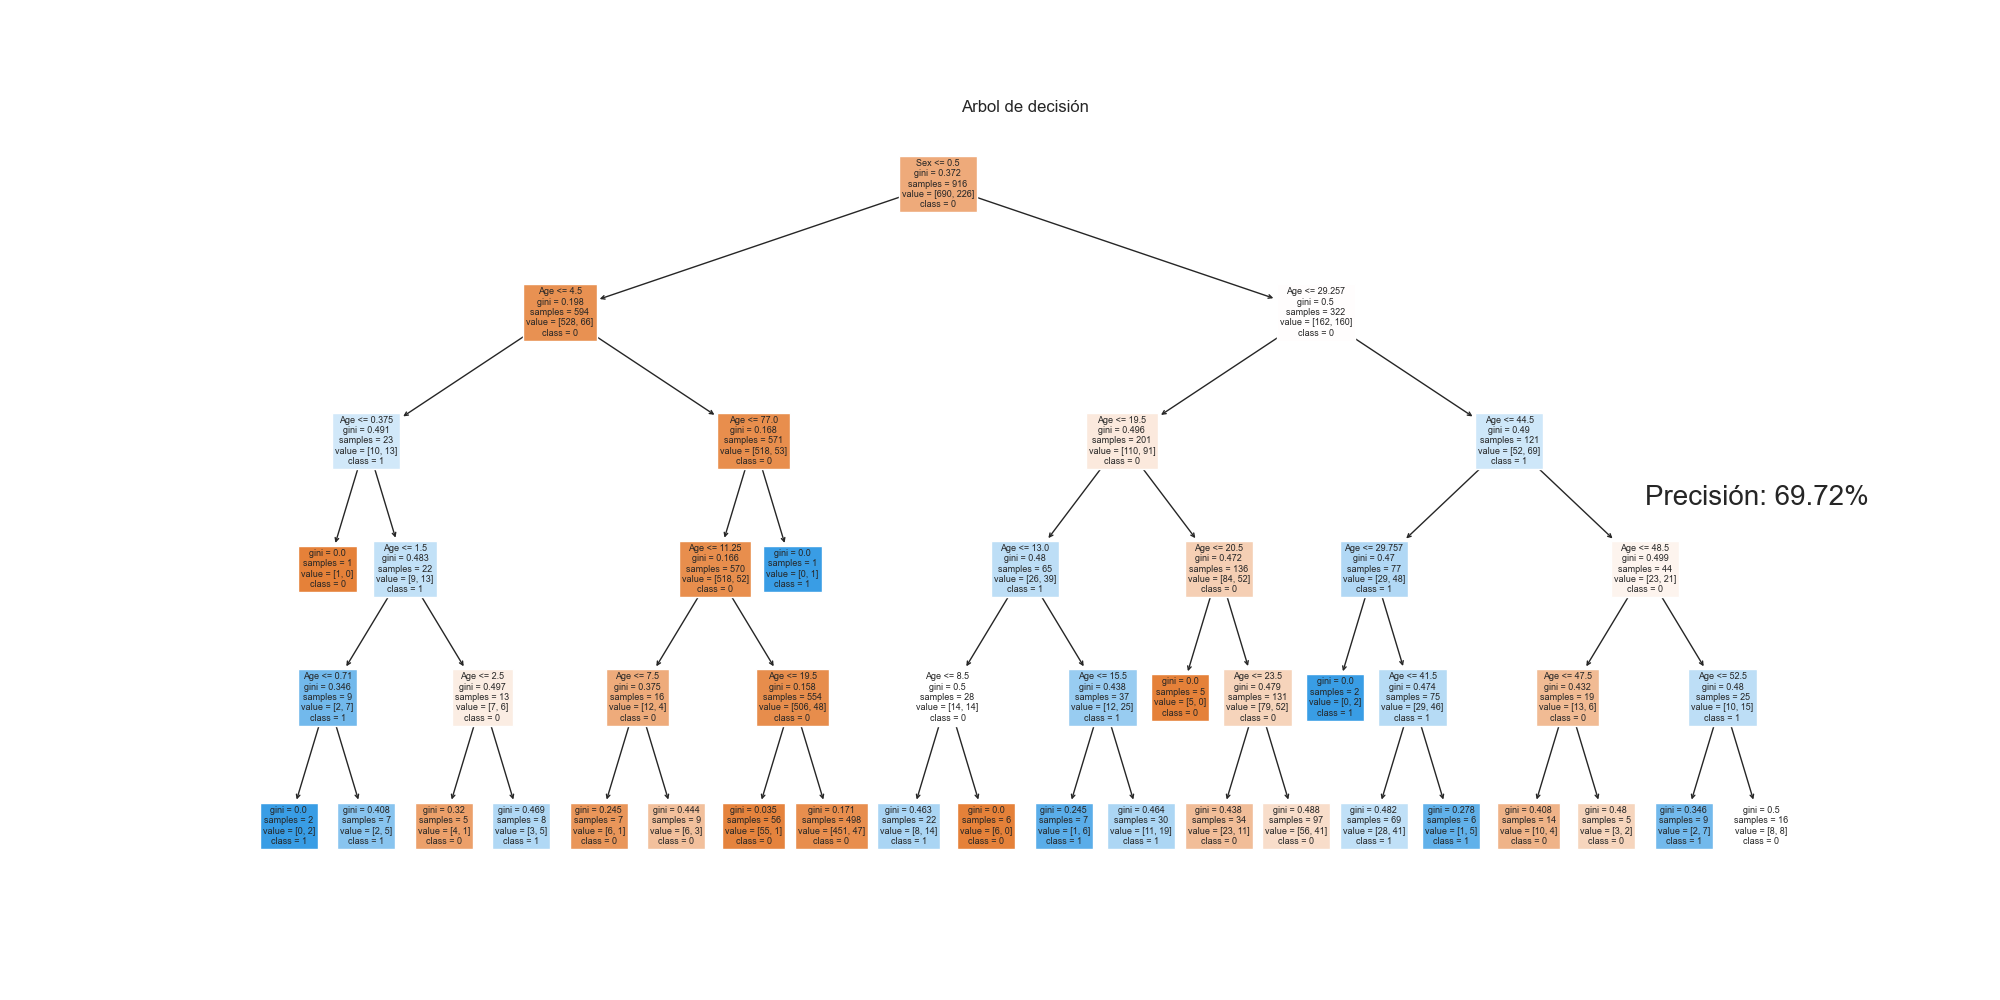 Arbol de decisión
Sex <= 0.5
gini = 0.372
samples = 916
value = [690, 226]
class = 0
Age <= 4.5
gini = 0.198
samples = 594
value = [528, 66]
class = 0
Age <= 29.257
gini = 0.5
samples = 322
value = [162, 160]
class = 0
Age <= 0.375
gini = 0.491
samples = 23
value = [10, 13]
class = 1
Age <= 77.0
gini = 0.168
samples = 571
value = [518, 53]
class = 0
Age <= 19.5
gini = 0.496
samples = 201
value = [110, 91]
class = 0
Age <= 44.5
gini = 0.49
samples = 121
value = [52, 69]
class = 1
Precisión: 69.72%
gini = 0.0
samples = 1
value = [1, 0]
class = 0
Age <= 1.5
gini = 0.483
samples = 22
value = [9, 13]
class = 1
Age <= 11.25
gini = 0.166
samples = 570
value = [518, 52]
class = 0
gini = 0.0
samples = 1
value = [0, 1]
class = 1
Age <= 13.0
gini = 0.48
samples = 65
value = [26, 39]
class = 1
Age <= 20.5
gini = 0.472
samples = 136
value = [84, 52]
class = 0
Age <= 29.757
gini = 0.47
samples = 77
value = [29, 48]
class = 1
Age <= 48.5
gini = 0.499
samples = 44
value = [23, 21]
class = 0
Age <= 0.71
gini = 0.346
samples = 9
value = [2, 7]
class = 1
Age <= 2.5
gini = 0.497
samples = 13
value = [7, 6]
class = 0
Age <= 7.5
gini = 0.375
samples = 16
value = [12, 4]
class = 0
Age <= 19.5
gini = 0.158
samples = 554
value = [506, 48]
class = 0
Age <= 8.5
gini = 0.5
samples = 28
value = [14, 14]
class = 0
Age <= 15.5
gini = 0.438
samples = 37
value = [12, 25]
class = 1
gini = 0.0
samples = 5
value = [5, 0]
class = 0
Age <= 23.5
gini = 0.479
samples = 131
value = [79, 52]
class = 0
gini = 0.0
samples = 2
value = [0, 2]
class = 1
Age <= 41.5
gini = 0.474
samples = 75
value = [29, 46]
class = 1
Age <= 47.5
gini = 0.432
samples = 19
value = [13, 6]
class = 0
Age <= 52.5
gini = 0.48
samples = 25
value = [10, 15]
class = 1
gini = 0.0
samples = 2
value = [0, 2]
class = 1
gini = 0.408
samples = 7
value = [2, 5]
class = 1
gini = 0.32
samples = 5
value = [4, 1]
class = 0
gini = 0.469
samples = 8
value = [3, 5]
class = 1
gini = 0.245
samples = 7
value = [6, 1]
class = 0
gini = 0.444
samples = 9
value = [6, 3]
class = 0
gini = 0.035
samples = 56
value = [55, 1]
class = 0
gini = 0.171
samples = 498
value = [451, 47]
class = 0
gini = 0.463
samples = 22
value = [8, 14]
class = 1
gini = 0.0
samples = 6
value = [6, 0]
class = 0
gini = 0.245
samples = 7
value = [1, 6]
class = 1
gini = 0.464
samples = 30
value = [11, 19]
class = 1
gini = 0.438
samples = 34
value = [23, 11]
class = 0
gini = 0.488
samples = 97
value = [56, 41]
class = 0
gini = 0.482
samples = 69
value = [28, 41]
class = 1
gini = 0.278
samples = 6
value = [1, 5]
class = 1
gini = 0.408
samples = 14
value = [10, 4]
class = 0
gini = 0.48
samples = 5
value = [3, 2]
class = 0
gini = 0.346
samples = 9
value = [2, 7]
class = 1
gini = 0.5
samples = 16
value = [8, 8]
class = 0